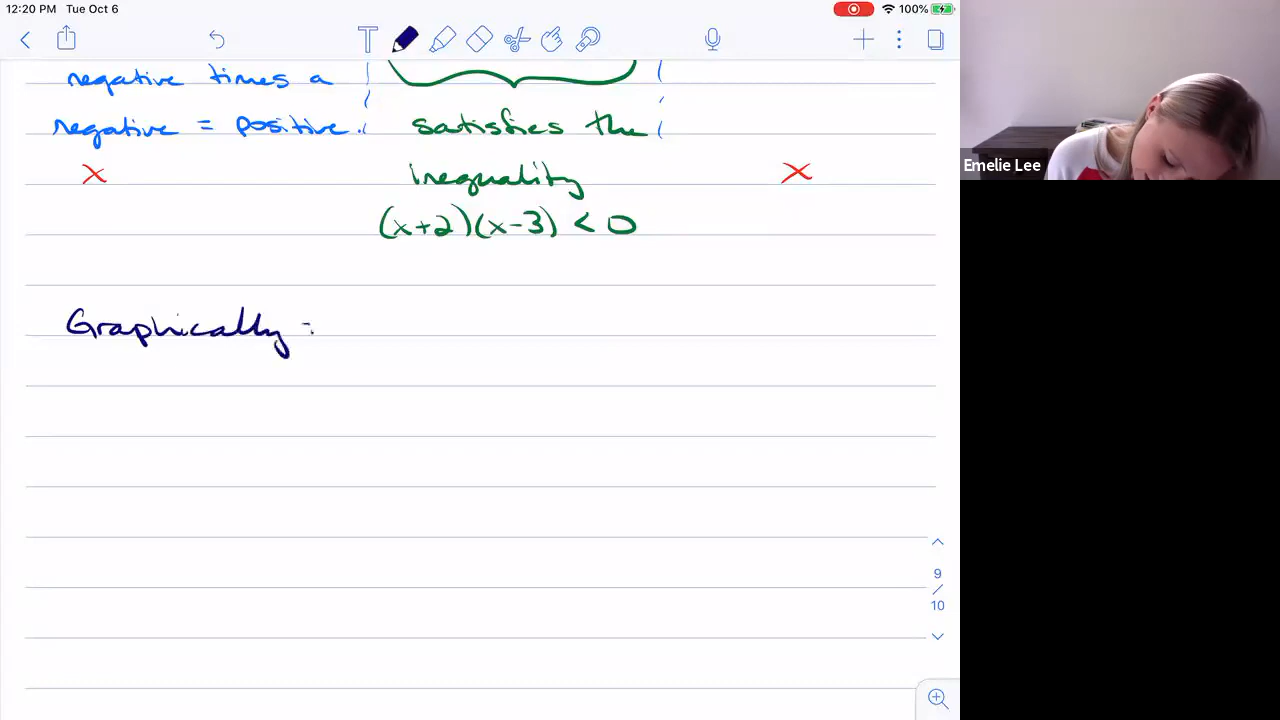 12:20 PM Tue Oct 6
100%
negative times a
negative = positive.
satisfies the
inequality
(x+2)(x-3) < 0
x
x
Graphically :
9
/
10
Emelie Lee